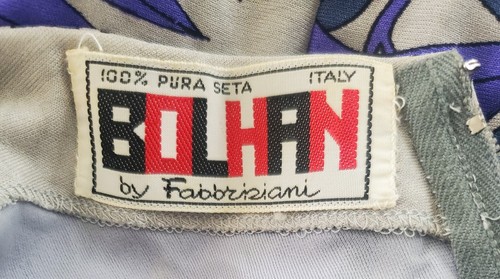 100% PURA SETA ITALY
BOLHAN
by Fabbriziani